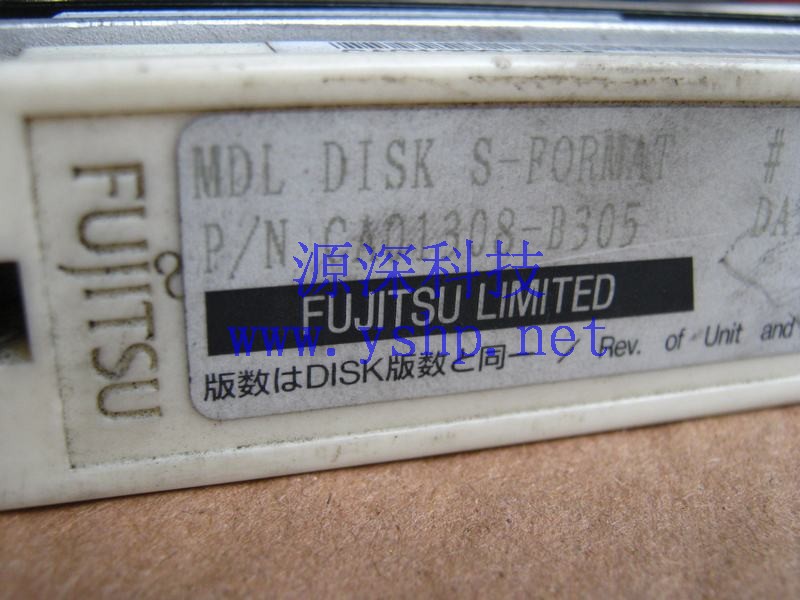 FUJITSU
MDL DISK S-FORMAT #
P/N CA01308-B305 DA
源深科技
FUJITSU LIMITED
www.yshp.net
版数はDISK版数と同一 / Rev. of Unit and